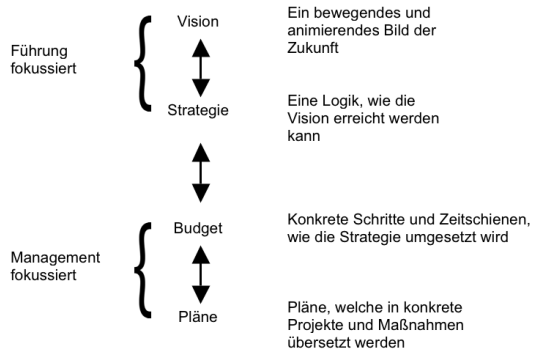 Führung
fokussiert
Vision
Ein bewegendes und
animierendes Bild der
Zukunft
Strategie
Eine Logik, wie die
Vision erreicht werden
kann
Management
fokussiert
Budget
Konkrete Schritte und Zeitschienen,
wie die Strategie umgesetzt wird
Pläne
Pläne, welche in konkrete
Projekte und Maßnahmen
übersetzt werden